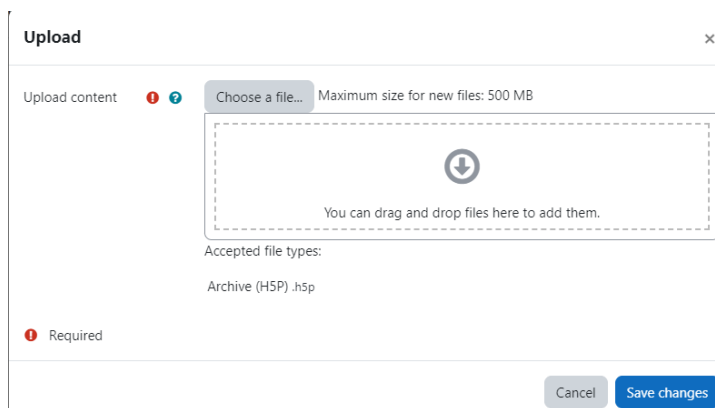 Upload
×
Upload content
Choose a file... Maximum size for new files: 500 MB
You can drag and drop files here to add them.
Accepted file types:
Archive (H5P) .h5p
Required
Cancel Save changes